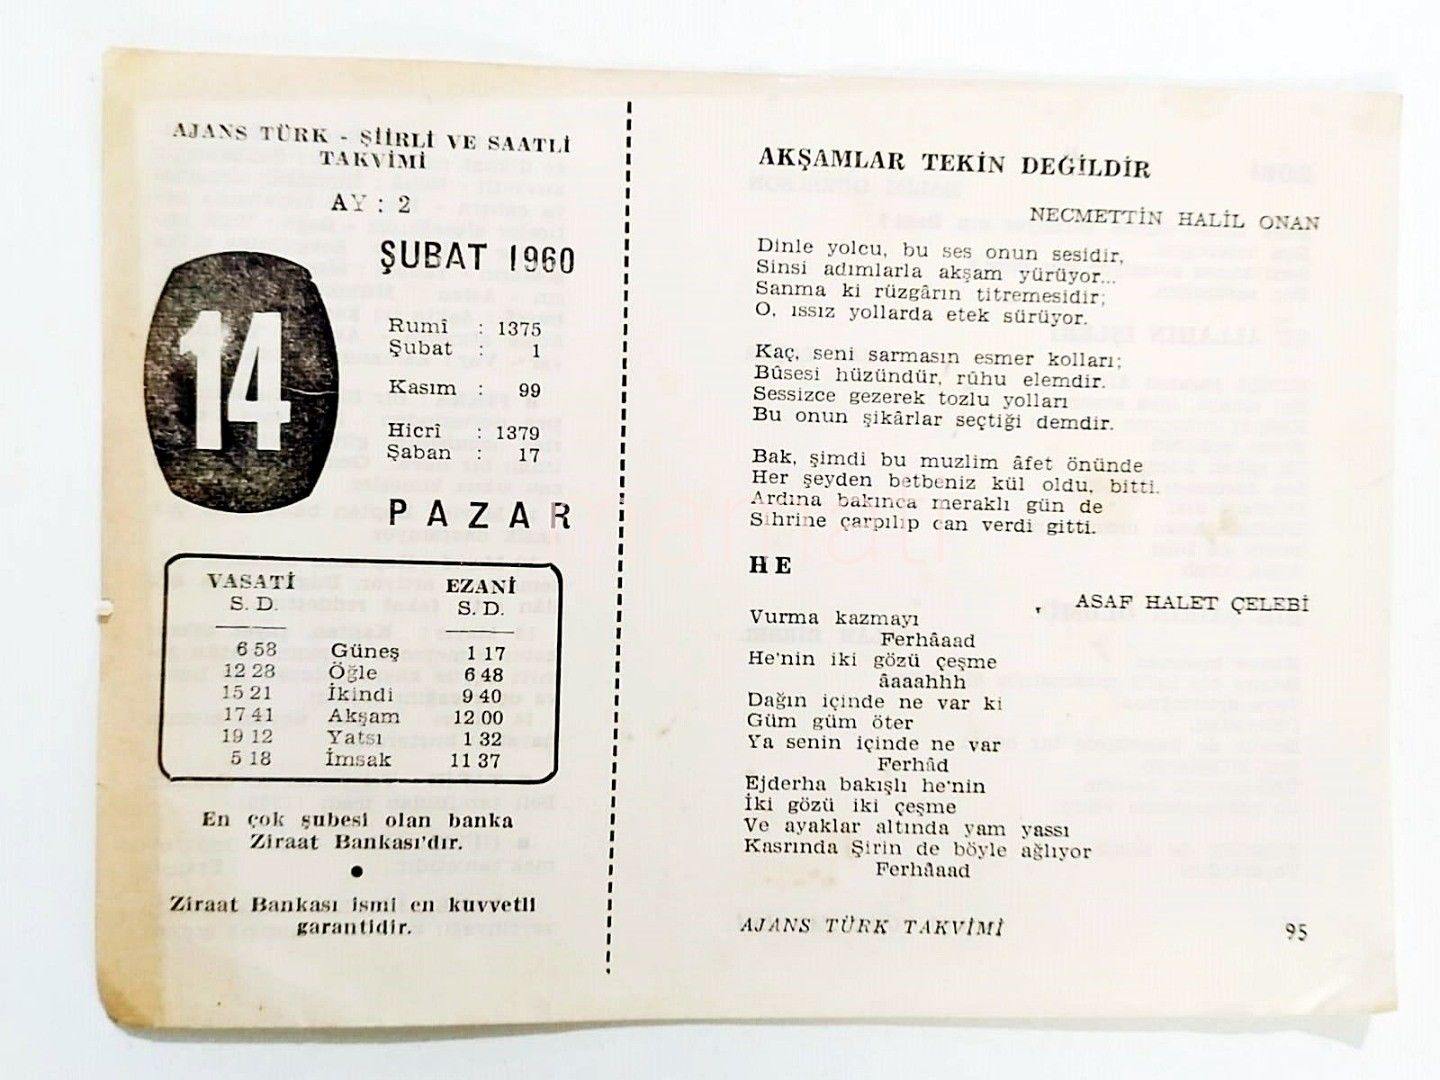 AJANS TÜRK - ŞİİRLİ VE SAATLİ
TAKVİMİ
AY : 2
14
ŞUBAT 1960
Rumî : 1375
Şubat : 1
Kasım : 99
Hicrî : 1379
Şaban : 17
PAZAR
VASATİ EZANİ
S. D. S. D.
6 58 Güneş 1 17
12 28 Öğle 6 48
15 21 İkindi 9 40
17 41 Akşam 12 00
19 12 Yatsı 1 32
5 18 İmsak 11 37
En çok şubesi olan banka
Ziraat Bankası'dır.
Ziraat Bankası ismi en kuvvetli
garantidir.
AKŞAMLAR TEKİN DEĞİLDİR
NECMETTİN HALİL ONAN
Dinle yolcu, bu ses onun sesidir,
Sinsi adımlarla akşam yürüyor...
Sanma ki rüzgârın titremesidir;
O, ıssız yollarda etek sürüyor.
Kaç, seni sarmasın esmer kolları;
Bûsesi hüzündür, rûhu elemdir.
Sessizce gezerek tozlu yolları
Bu onun şikârlar seçtiği demdir.
Bak, şimdi bu muzlim âfet önünde
Her şeyden betbeniz kül oldu, bitti.
Ardına bakınca meraklı gün de
Sihrine çarpılıp can verdi gitti.
HE
ASAF HALET ÇELEBİ
Vurma kazmayı
Ferhâaad
He'nin iki gözü çeşme
âaaahhh
Dağın içinde ne var ki
Güm güm öter
Ya senin içinde ne var
Ferhâd
Ejderha bakışlı he'nin
İki gözü iki çeşme
Ve ayaklar altında yam yassı
Kasrında Şirin de böyle ağlıyor
Ferhâaad
AJANS TÜRK TAKVİMİ 95